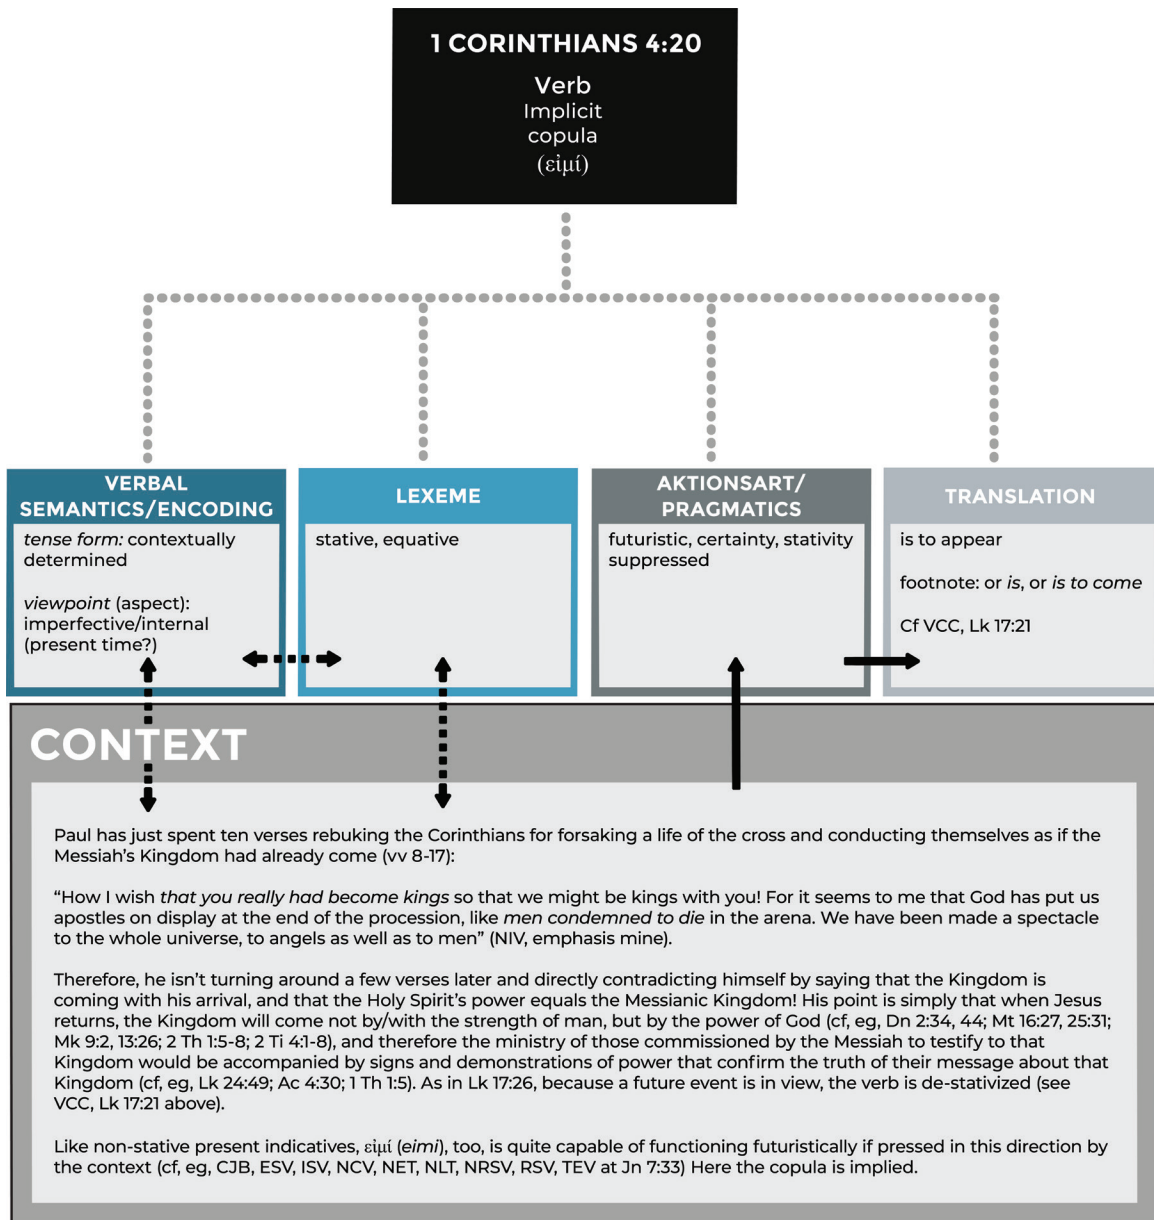 1 CORINTHIANS 4:20
Verb
Implicit
copula
(εἰμί)
VERBAL
SEMANTICS/ENCODING
tense form: contextually
determined
viewpoint (aspect):
imperfective/internal
(present time?)
LEXEME
stative, equative
AKTIONSART/
PRAGMATICS
futuristic, certainty, stativity
suppressed
TRANSLATION
is to appear
footnote: or is, or is to come
Cf VCC, Lk 17:21
CONTEXT
Paul has just spent ten verses rebuking the Corinthians for forsaking a life of the cross and conducting themselves as if the
Messiah's Kingdom had already come (vv 8-17):
“How I wish that you really had become kings so that we might be kings with you! For it seems to me that God has put us
apostles on display at the end of the procession, like men condemned to die in the arena. We have been made a spectacle
to the whole universe, to angels as well as to men” (NIV, emphasis mine).
Therefore, he isn't turning around a few verses later and directly contradicting himself by saying that the Kingdom is
coming with his arrival, and that the Holy Spirit's power equals the Messianic Kingdom! His point is simply that when Jesus
returns, the Kingdom will come not by/with the strength of man, but by the power of God (cf, eg, Dn 2:34, 44; Mt 16:27, 25:31;
Mk 9:2, 13:26; 2 Th 1:5-8; 2 Ti 4:1-8), and therefore the ministry of those commissioned by the Messiah to testify to that
Kingdom would be accompanied by signs and demonstrations of power that confirm the truth of their message about that
Kingdom (cf, eg, Lk 24:49; Ac 4:30; 1 Th 1:5). As in Lk 17:26, because a future event is in view, the verb is de-stativized (see
VCC, Lk 17:21 above).
Like non-stative present indicatives, εἰμί (eimi), too, is quite capable of functioning futuristically if pressed in this direction by
the context (cf, eg, CJB, ESV, ISV, NCV, NET, NLT, NRSV, RSV, TEV at Jn 7:33) Here the copula is implied.